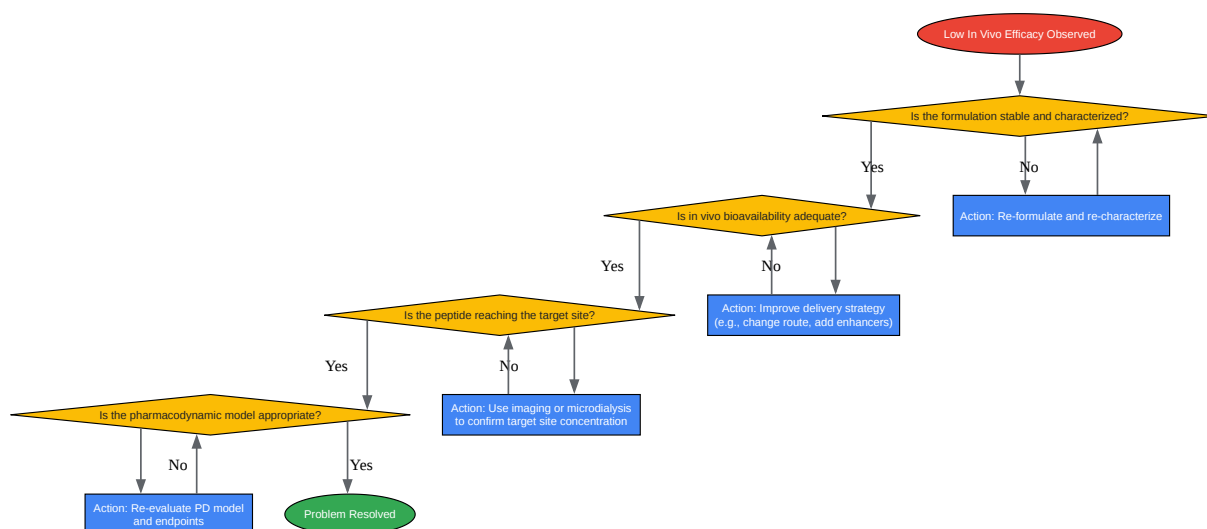 Low In Vivo Efficacy Observed
Is the formulation stable and characterized?
Yes
No
Action: Re-formulate and re-characterize
Is in vivo bioavailability adequate?
Yes
No
Action: Improve delivery strategy
(e.g., change route, add enhancers)
Is the peptide reaching the target site?
Yes
No
Action: Use imaging or microdialysis
to confirm target site concentration
Is the pharmacodynamic model appropriate?
No
Yes
Action: Re-evaluate PD model
and endpoints
Problem Resolved